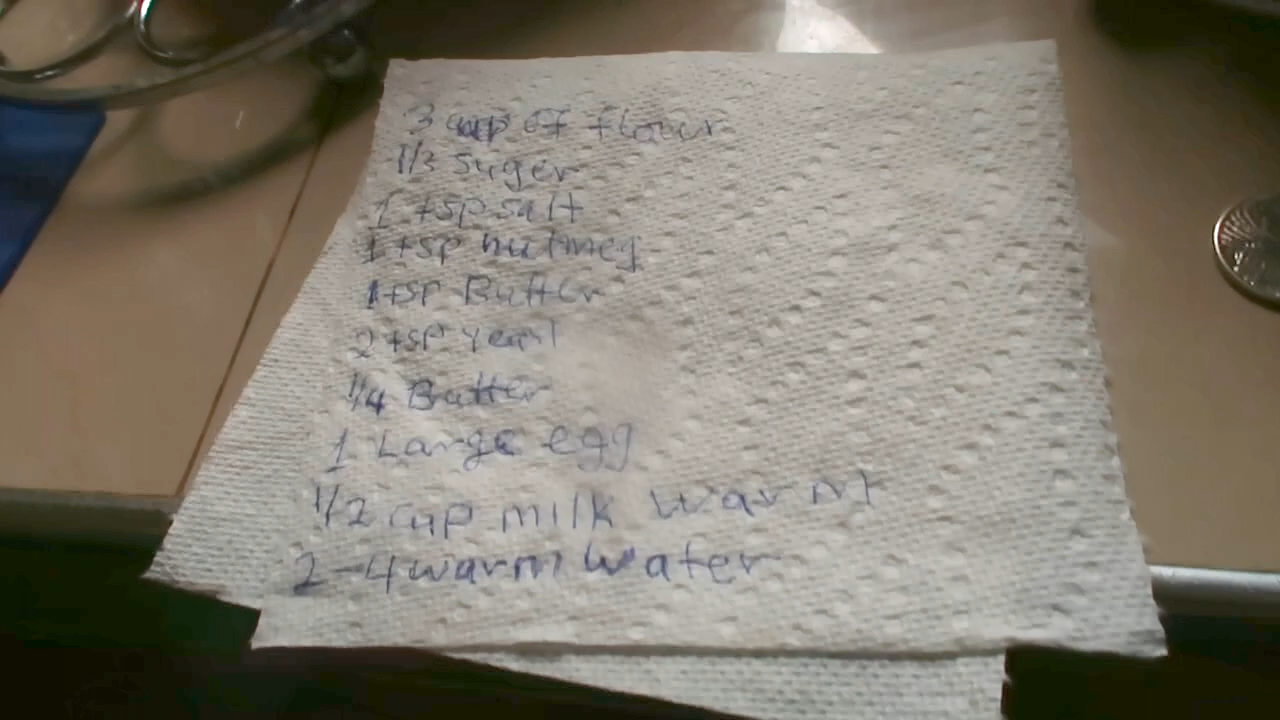 3 cup of flour
1/3 Suger
1 tsp salt
1 tsp nutmeg
1 tsp Butter
2 tsp yeast
1/4 Butter
1 Large egg
1/2 cup milk warm
2-4 warm water